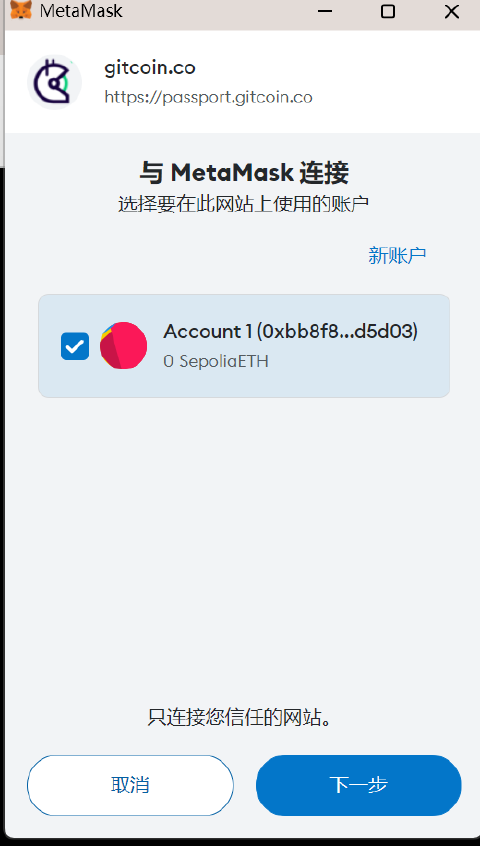 MetaMask
gitcoin.co
https://passport.gitcoin.co
与 MetaMask 连接
选择要在此网站上使用的账户
新账户
Account 1 (0xbb8f8...d5d03)
0 SepoliaETH
只连接您信任的网站。
取消
下一步